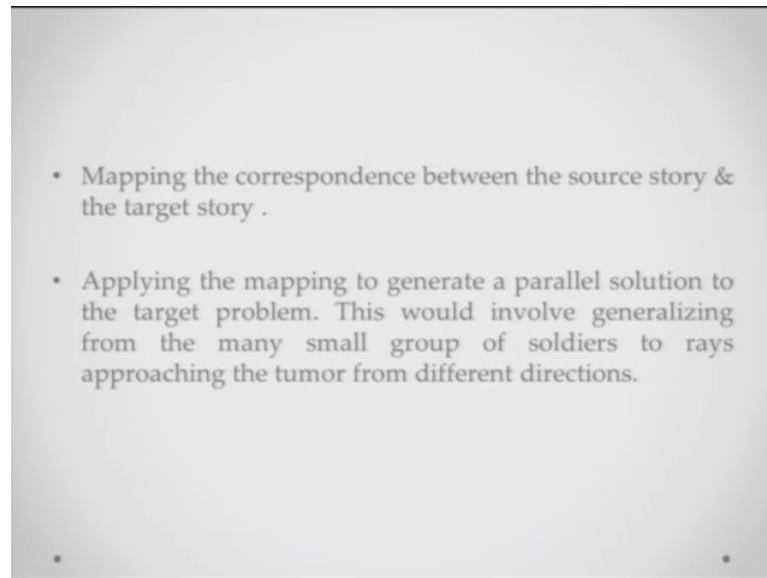 • Mapping the correspondence between the source story &
the target story .
• Applying the mapping to generate a parallel solution to
the target problem. This would involve generalizing
from the many small group of soldiers to rays
approaching the tumor from different directions.